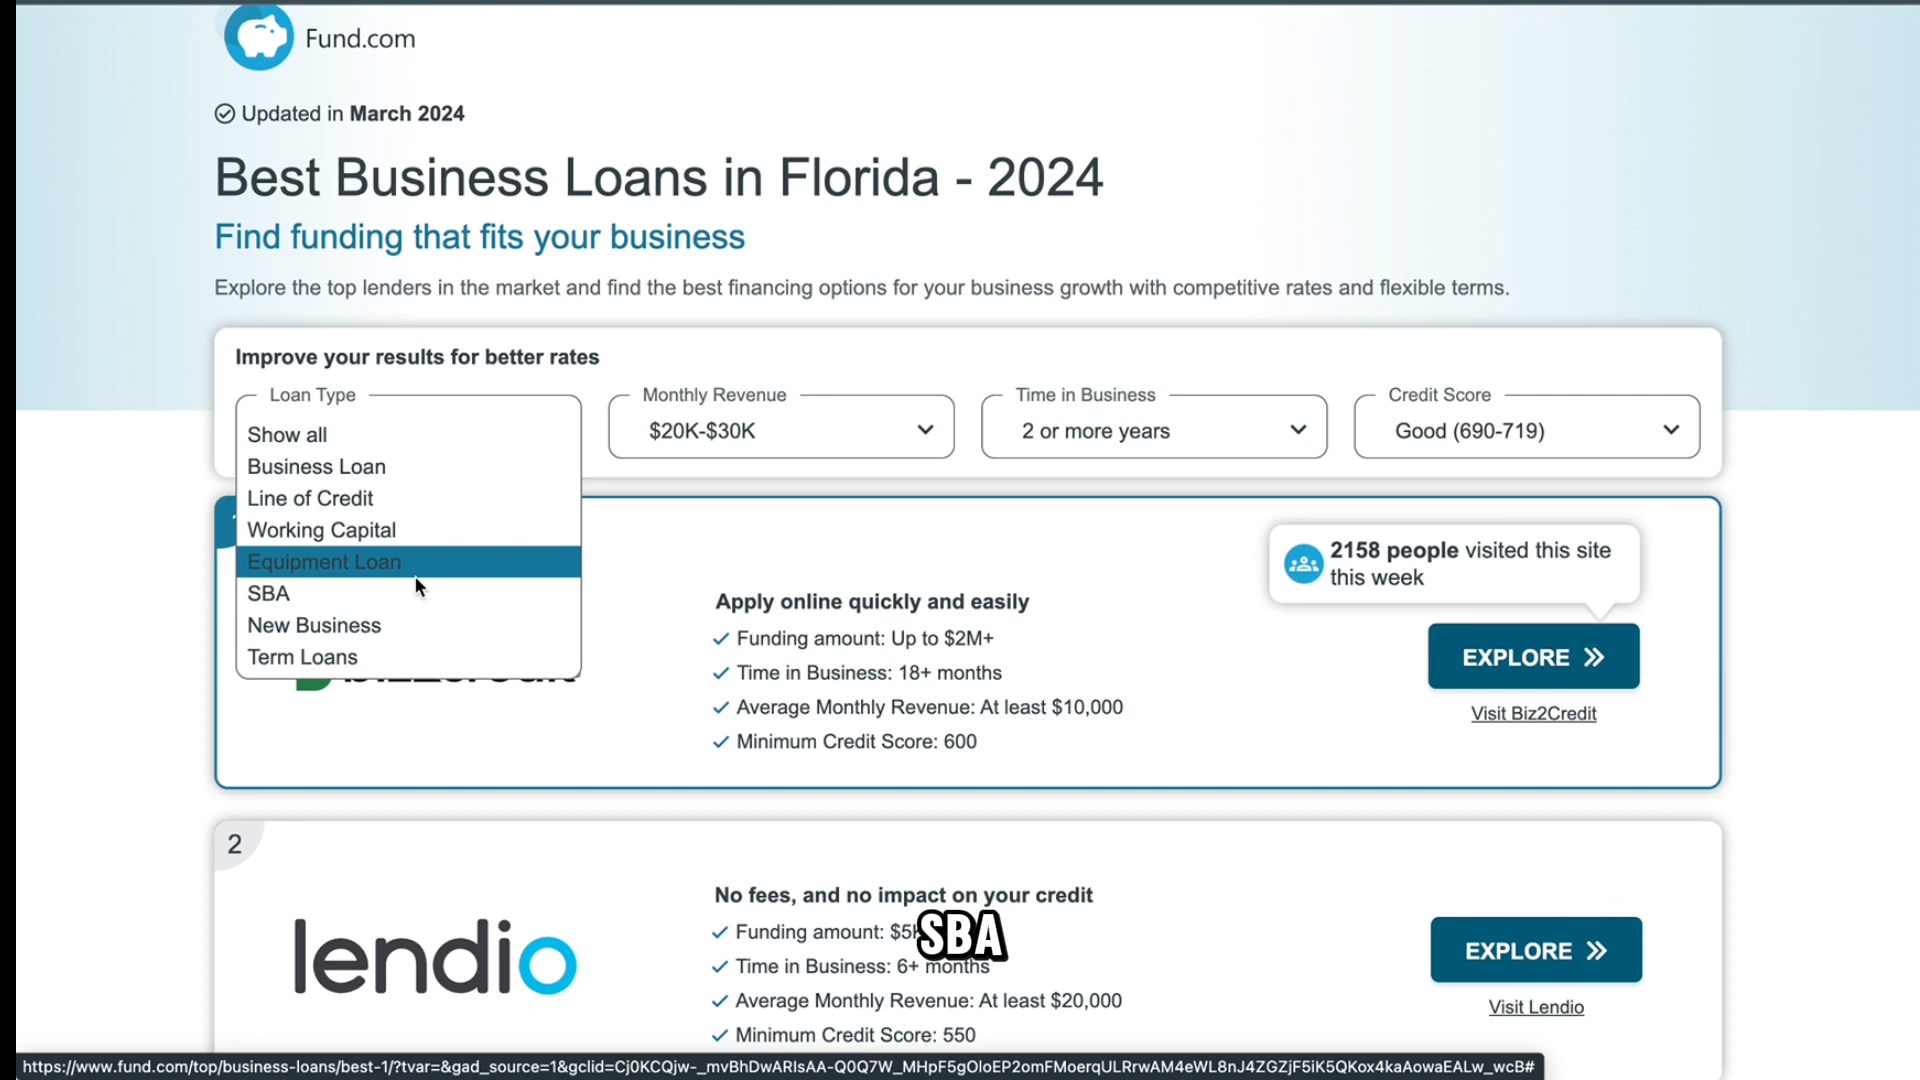 Fund.com
Updated in March 2024
Best Business Loans in Florida - 2024
Find funding that fits your business
Explore the top lenders in the market and find the best financing options for your business growth with competitive rates and flexible terms.
Improve your results for better rates
Loan Type
Monthly Revenue
Time in Business
Credit Score
$20K-$30K
2 or more years
Good (690-719)
Show all
Business Loan
Line of Credit
Working Capital
Equipment Loan
SBA
New Business
Term Loans
2158 people visited this site
this week
Apply online quickly and easily
Funding amount: Up to $2M+
Time in Business: 18+ months
Average Monthly Revenue: At least $10,000
Minimum Credit Score: 600
EXPLORE
Visit Biz2Credit
2
lendio
No fees, and no impact on your credit
Funding amount:
SBA
Time in Business: 6+ months
Average Monthly Revenue: At least $20,000
Minimum Credit Score: 550
EXPLORE
Visit Lendio
https://www.fund.com/top/business-loans/best-1/?tvar=&gad_source=1&gclid=Cj0KCQjw-_mvBhDwARIsAA-Q0Q7W_MHpF5gOloEP2omFMoerqULRrwAM4eWL8nJ4ZGZjF5iK5QKox4kaAowaEALw_wcB#